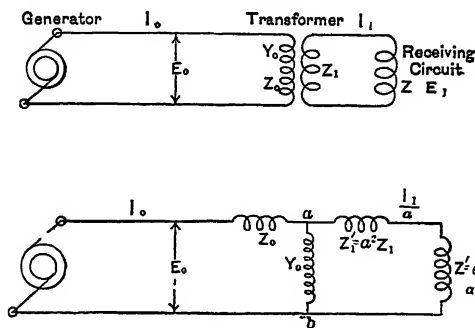 Generator I₀ Transformer I₁
E₀ Y₀ Z₀ Z₁ Receiving Circuit
Z E₁
I₀ a I₁/a
Z₀ Z₁′=a²Z₁
E₀ Y₀ Z′=
a
b